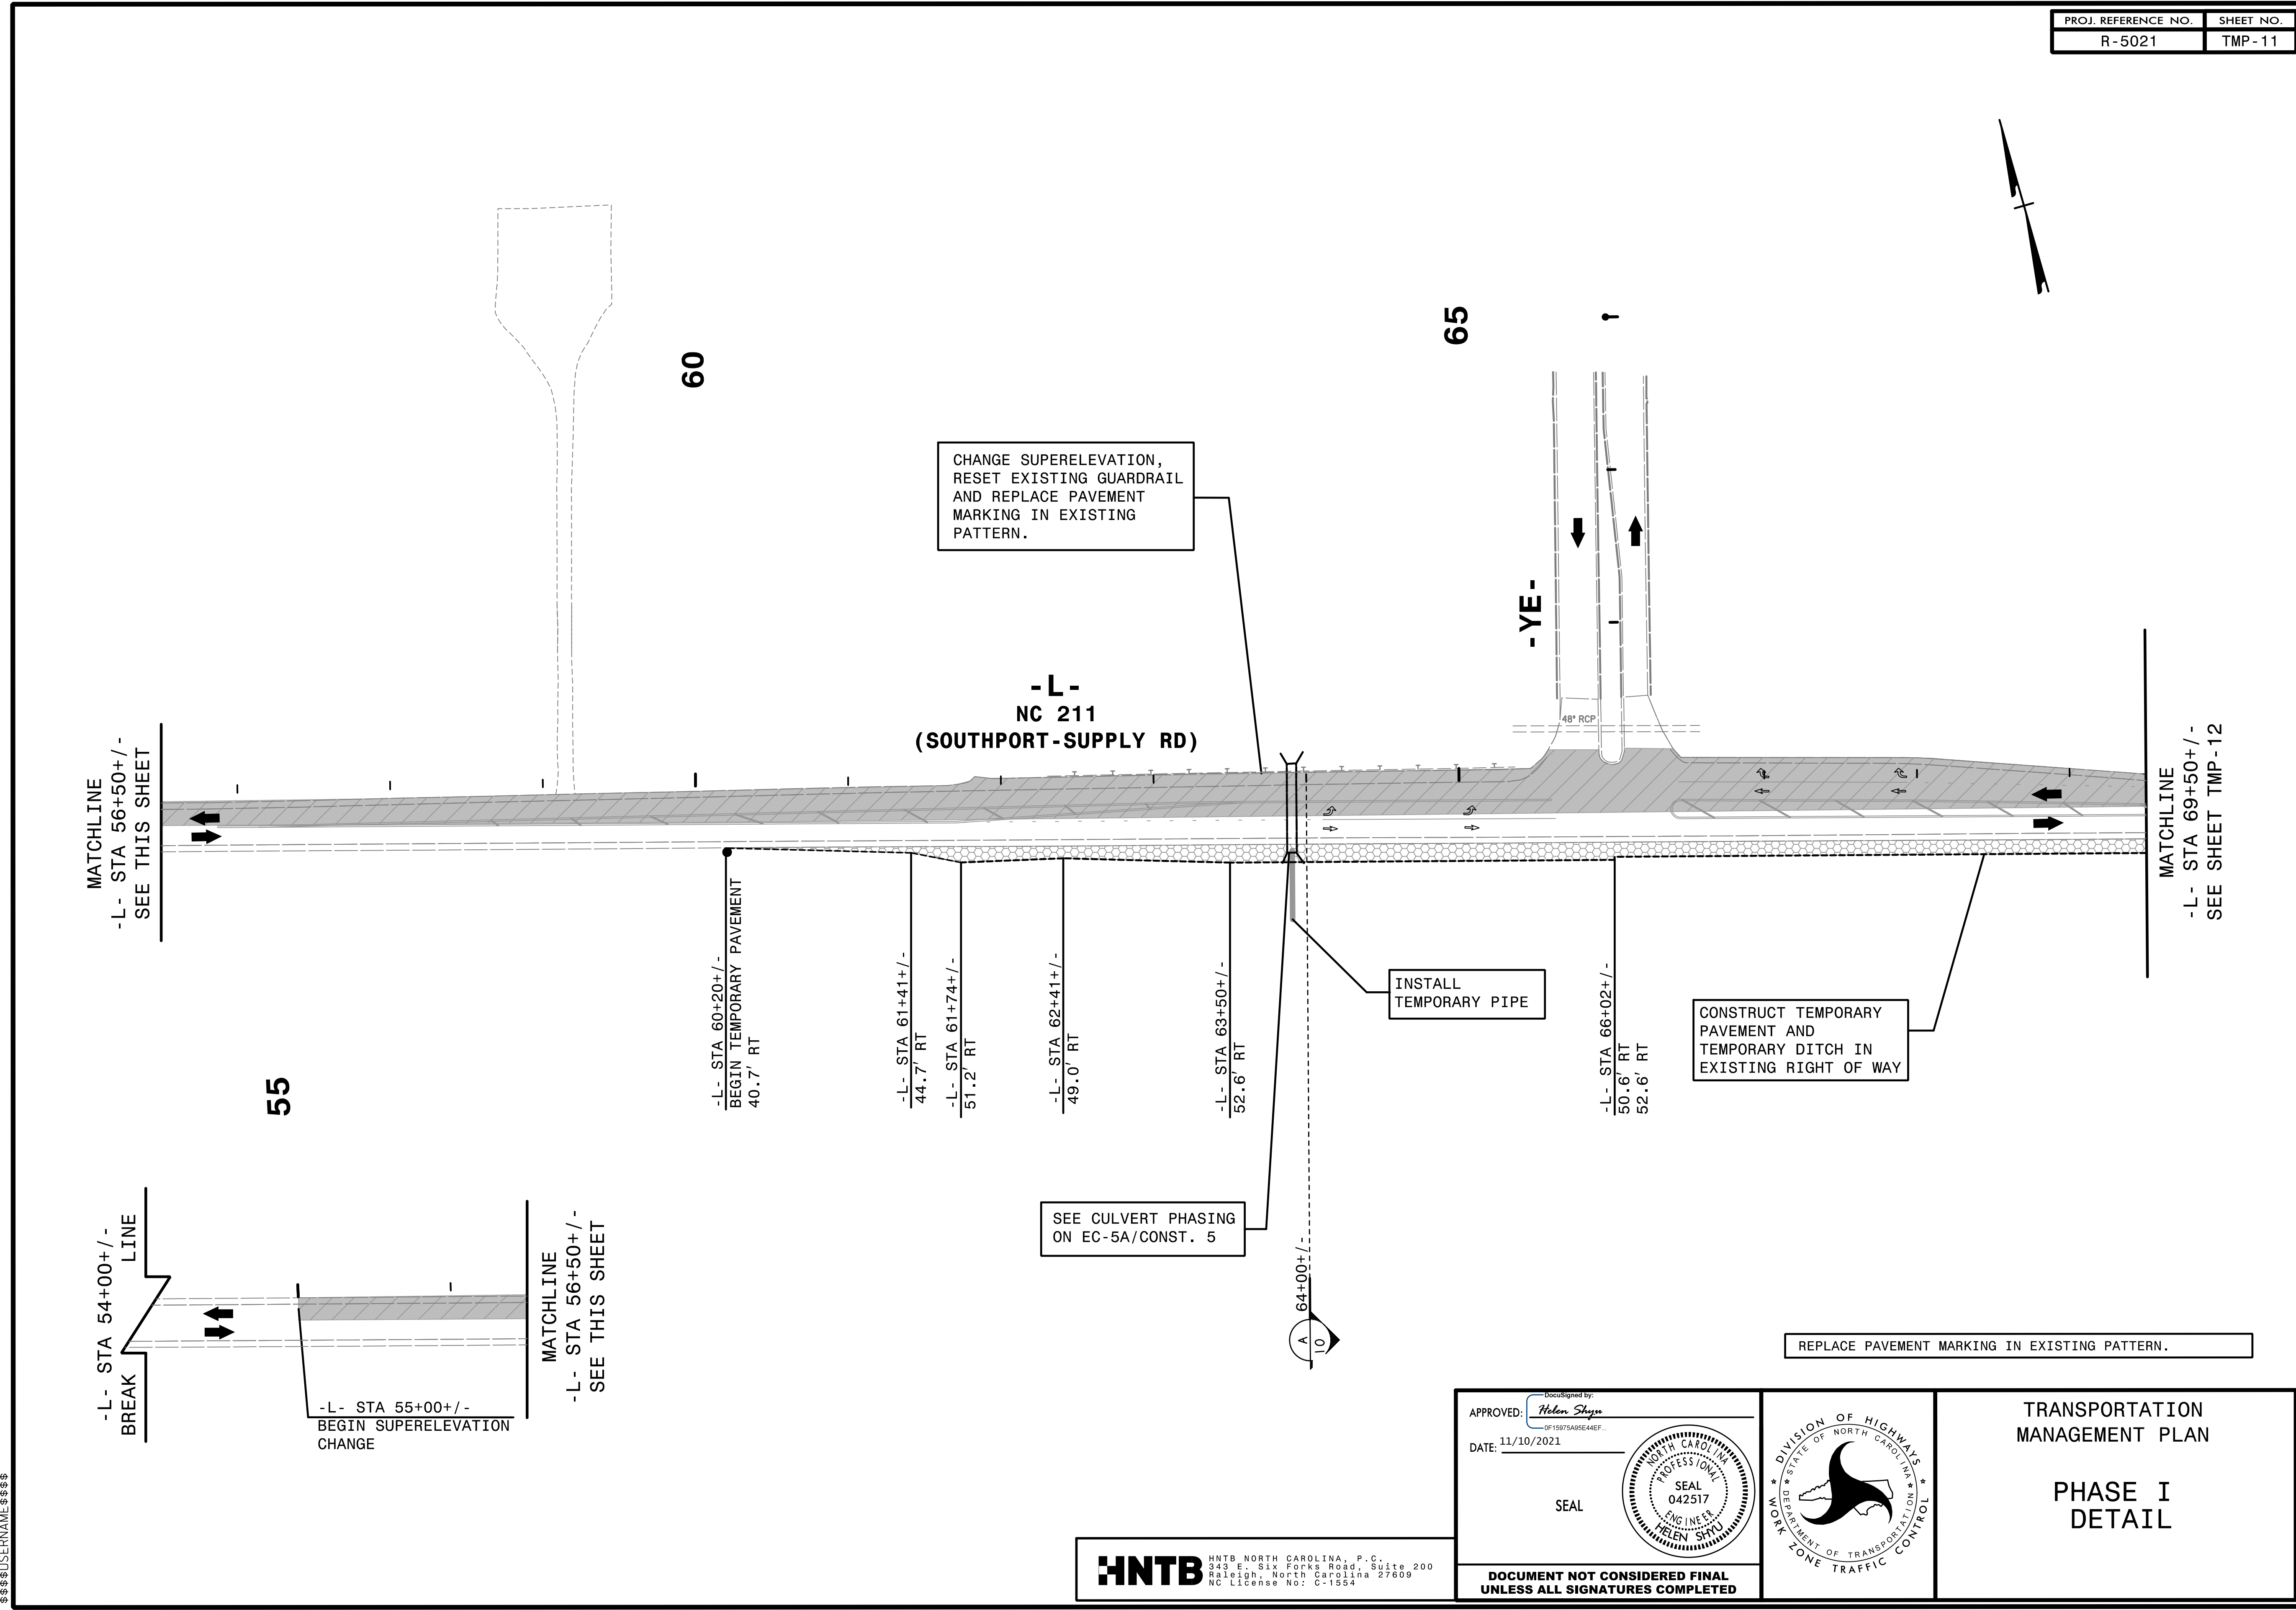 PROJ. REFERENCE NO.
SHEET NO.
R-5021
TMP-11
60
65
CHANGE SUPERELEVATION,
RESET EXISTING GUARDRAIL
AND REPLACE PAVEMENT
MARKING IN EXISTING
PATTERN.
-YE-
-L-
NC 211
(SOUTHPORT-SUPPLY RD)
48" RCP
MATCHLINE
-L- STA 56+50+/-
SEE THIS SHEET
MATCHLINE
-L- STA 69+50+/-
SEE SHEET TMP-12
-L- STA 60+20+/-
BEGIN TEMPORARY PAVEMENT
40.7' RT
-L- STA 61+41+/-
44.7' RT
-L- STA 61+74+/-
51.2' RT
-L- STA 62+41+/-
49.0' RT
-L- STA 63+50+/-
52.6' RT
INSTALL
TEMPORARY PIPE
-L- STA 66+02+/-
50.6' RT
52.6' RT
CONSTRUCT TEMPORARY
PAVEMENT AND
TEMPORARY DITCH IN
EXISTING RIGHT OF WAY
55
SEE CULVERT PHASING
ON EC-5A/CONST. 5
64+00+/-
A
10
-L- STA 54+00+/-
BREAK LINE
MATCHLINE
-L- STA 56+50+/-
SEE THIS SHEET
-L- STA 55+00+/-
BEGIN SUPERELEVATION
CHANGE
REPLACE PAVEMENT MARKING IN EXISTING PATTERN.
$$$$USERNAME$$$$
HNTB
HNTB NORTH CAROLINA, P.C.
343 E. Six Forks Road, Suite 200
Raleigh, North Carolina 27609
NC License No: C-1554
DocuSigned by:
APPROVED: Helen Shyu
0F15975A95E44EF...
DATE: 11/10/2021
SEAL
NORTH CAROLINA
PROFESSIONAL
SEAL
042517
ENGINEER
HELEN SHYU
DOCUMENT NOT CONSIDERED FINAL
UNLESS ALL SIGNATURES COMPLETED
DIVISION OF HIGHWAYS
STATE OF NORTH CAROLINA
DEPARTMENT OF TRANSPORTATION
WORK ZONE TRAFFIC CONTROL
TRANSPORTATION
MANAGEMENT PLAN
PHASE I
DETAIL